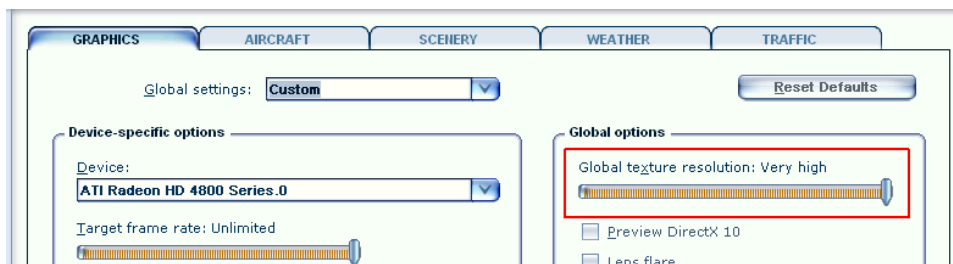 GRAPHICS AIRCRAFT SCENERY WEATHER TRAFFIC
Global settings: Custom Reset Defaults
Device-specific options
Device:
ATI Radeon HD 4800 Series.0
Target frame rate: Unlimited
Global options
Global texture resolution: Very high
Preview DirectX 10
Lens flare